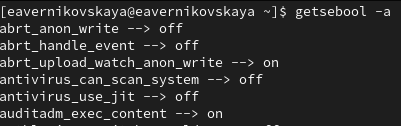 [eavernikovskaya@eavernikovskaya ~]$ getsebool -a
abrt_anon_write --> off
abrt_handle_event --> off
abrt_upload_watch_anon_write --> on
antivirus_can_scan_system --> off
antivirus_use_jit --> off
auditadm_exec_content --> on